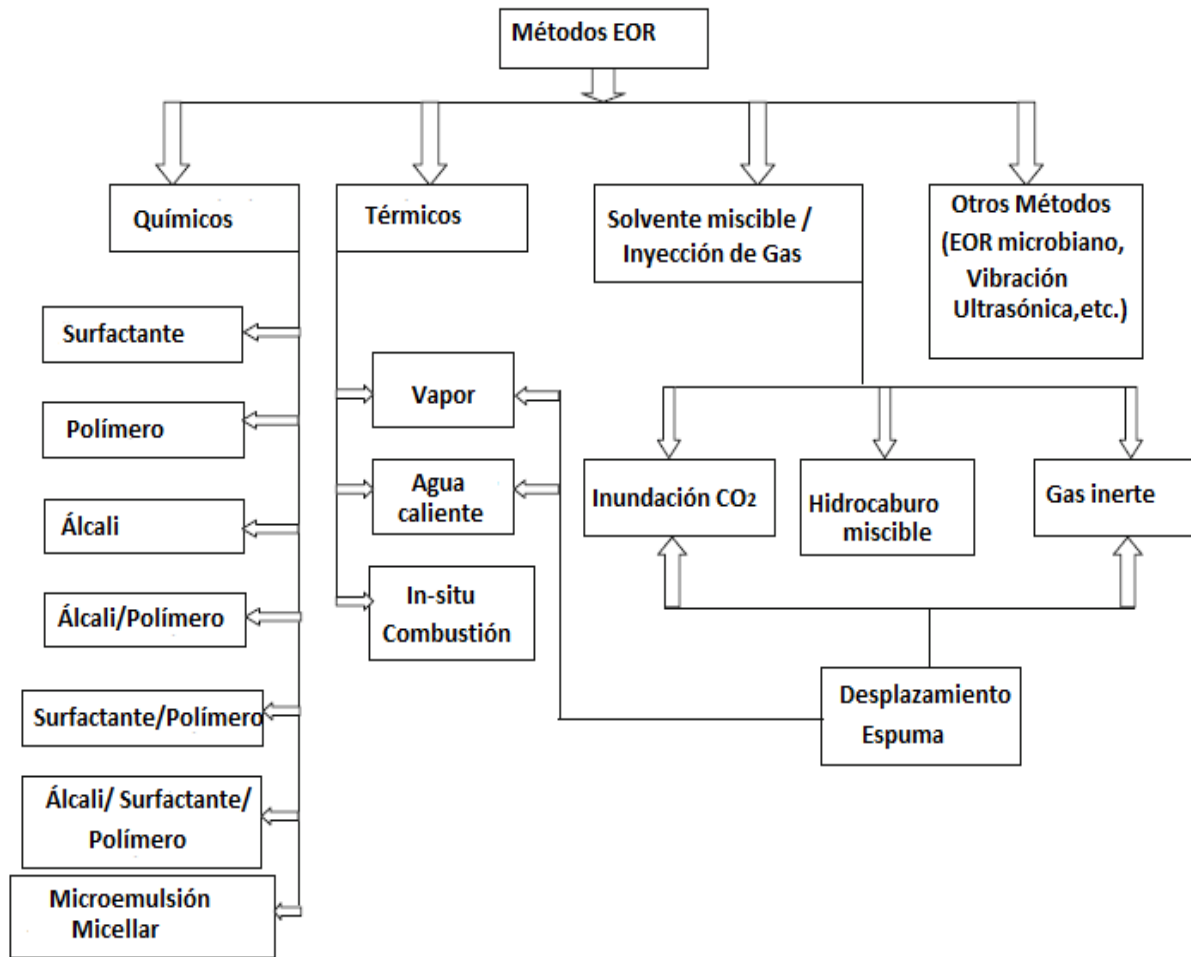 Métodos EOR
Químicos
Térmicos
Solvente miscible /
Inyección de Gas
Otros Métodos
(EOR microbiano,
Vibración
Ultrasónica,etc.)
Surfactante
Polímero
Álcali
Álcali/Polímero
Surfactante/Polímero
Álcali/ Surfactante/
Polímero
Microemulsión
Micellar
Vapor
Agua
caliente
In-situ
Combustión
Inundación CO2
Hidrocaburo
miscible
Gas inerte
Desplazamiento
Espuma